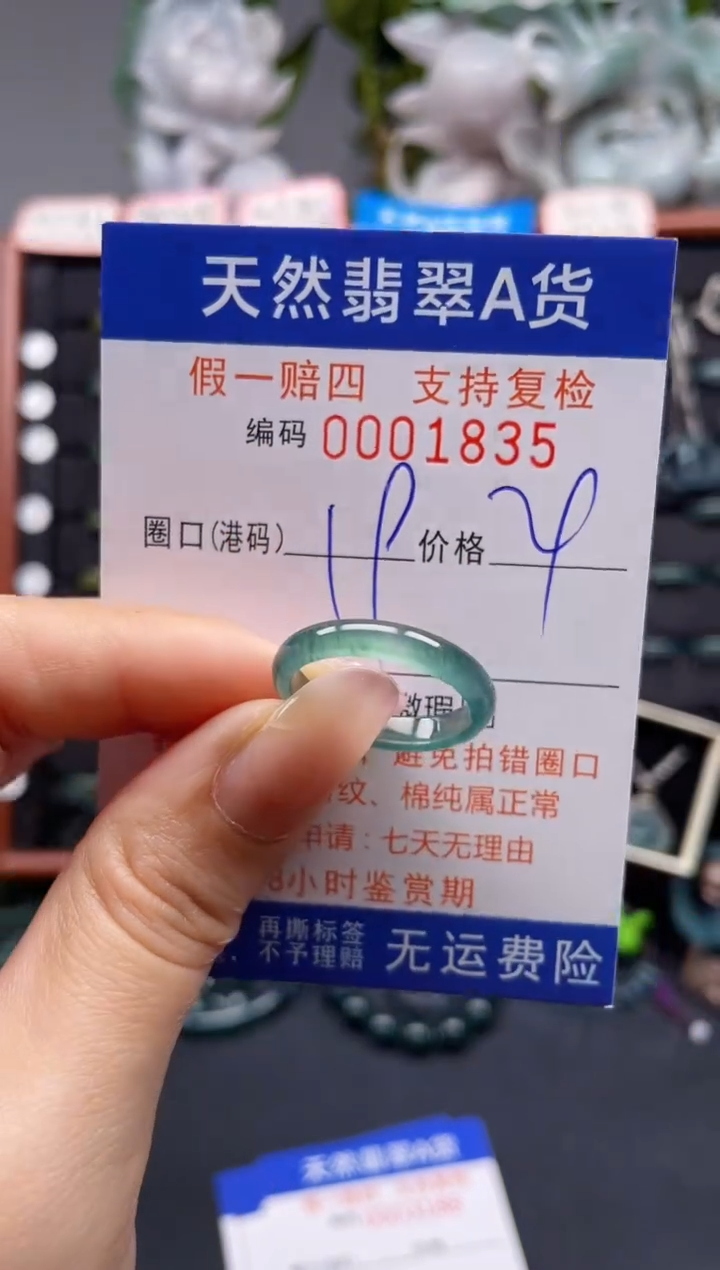 天然翡翠A货
假一赔四 支持复检
编码 0001835
圈口(港码) 价格
避免拍错圈口
纹、棉纯属正常
申请：七天无理由
8小时鉴赏期
再撕标签
不予理赔
无运费险